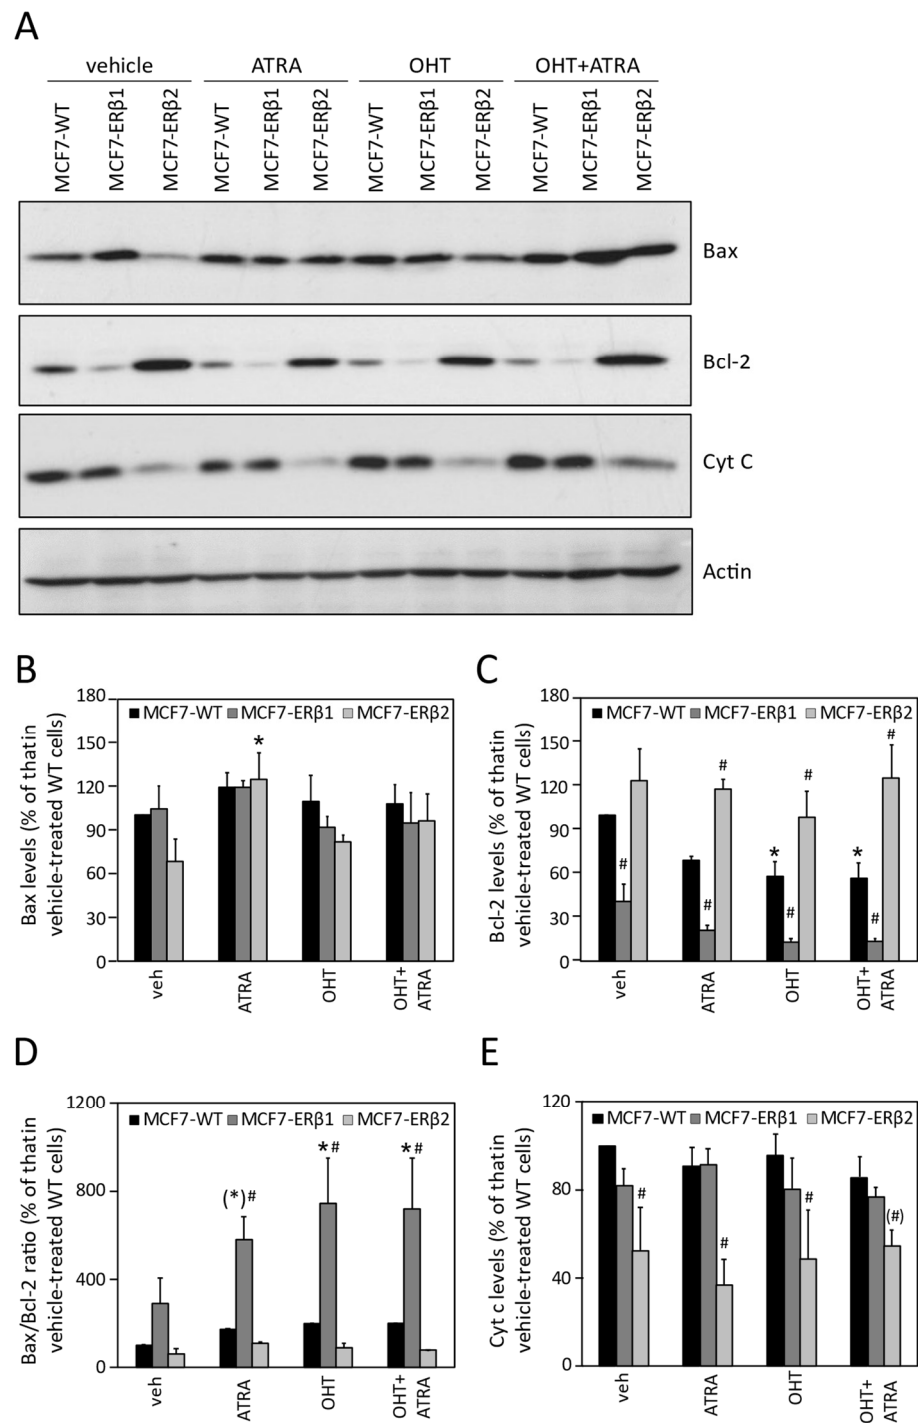 A
vehicle ATRA OHT OHT+ATRA
MCF7-WT MCF7-ERβ1 MCF7-ERβ2 MCF7-WT MCF7-ERβ1 MCF7-ERβ2 MCF7-WT MCF7-ERβ1 MCF7-ERβ2 MCF7-WT MCF7-ERβ1 MCF7-ERβ2
Bax
Bcl-2
Cyt C
Actin
B
Bax levels (% of thatin
vehicle-treated WT cells)
180
150
120
90
60
30
0
MCF7-WT MCF7-ERβ1 MCF7-ERβ2
*
veh ATRA OHT OHT+
ATRA
C
Bcl-2 levels (% of thatin
vehicle-treated WT cells)
180
150
120
90
60
30
0
MCF7-WT MCF7-ERβ1 MCF7-ERβ2
# # # # * # # * # #
veh ATRA OHT OHT+
ATRA
D
Bax/Bcl-2 ratio (% of thatin
vehicle-treated WT cells)
1200
800
400
0
MCF7-WT MCF7-ERβ1 MCF7-ERβ2
(*)# *# *#
veh ATRA OHT OHT+
ATRA
E
Cyt c levels (% of thatin
vehicle-treated WT cells)
120
80
40
0
MCF7-WT MCF7-ERβ1 MCF7-ERβ2
# # # (#)
veh ATRA OHT OHT+
ATRA